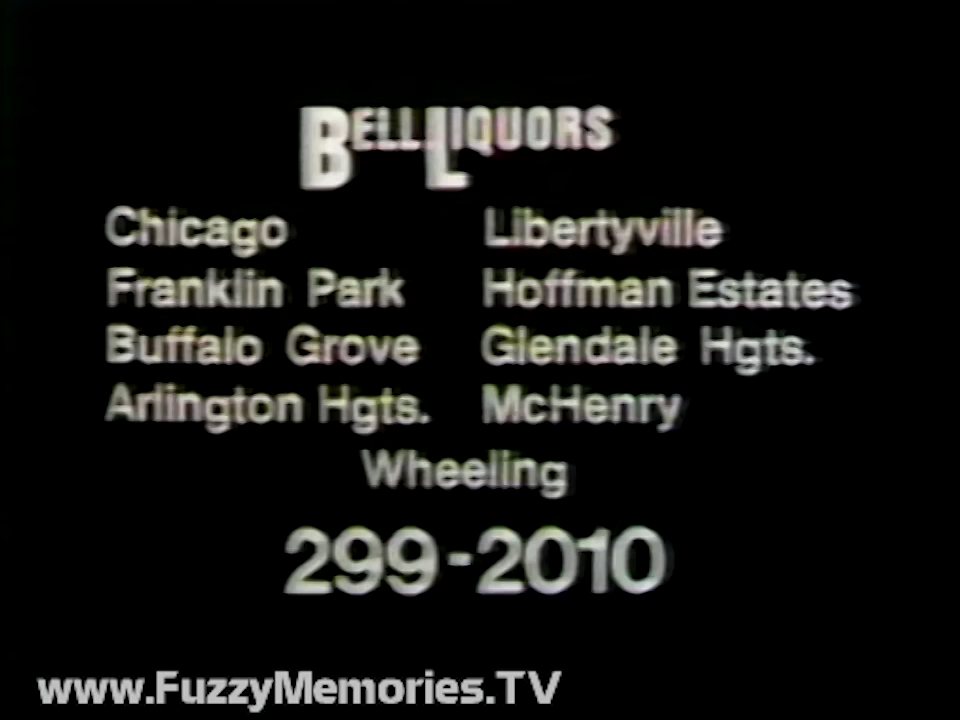 BELL LIQUORS
Chicago Libertyville
Franklin Park Hoffman Estates
Buffalo Grove Glendale Hgts.
Arlington Hgts. McHenry
Wheeling
299-2010
www.FuzzyMemories.TV